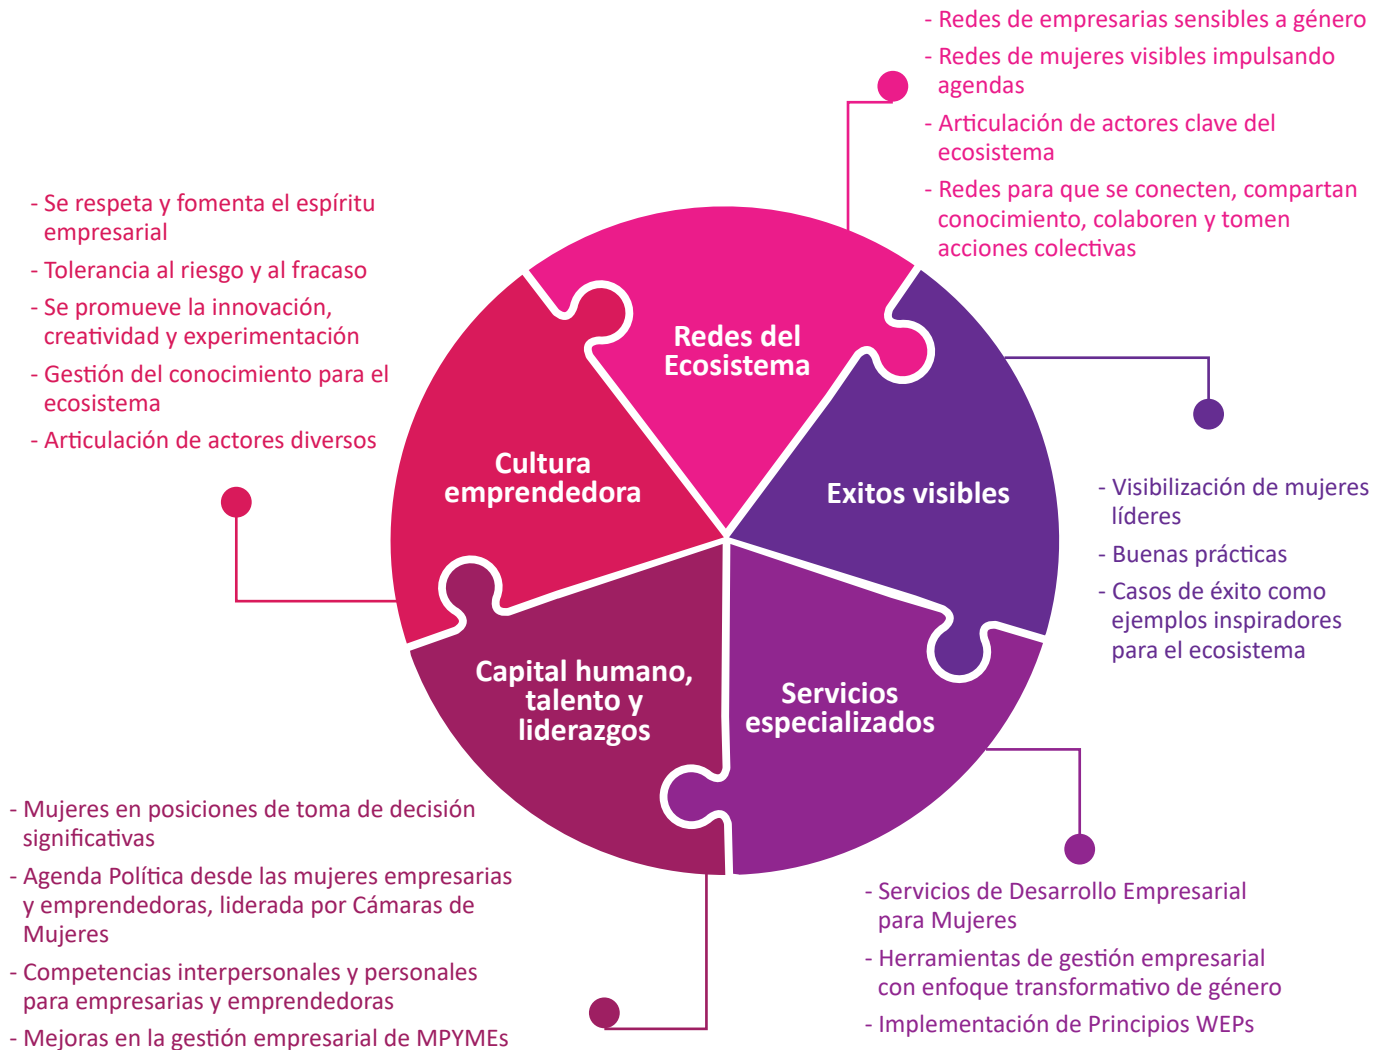 - Redes de empresarias sensibles a género
- Redes de mujeres visibles impulsando
agendas
- Articulación de actores clave del
ecosistema
- Redes para que se conecten, compartan
conocimiento, colaboren y tomen
acciones colectivas
- Se respeta y fomenta el espíritu
empresarial
- Tolerancia al riesgo y al fracaso
- Se promueve la innovación,
creatividad y experimentación
- Gestión del conocimiento para el
ecosistema
- Articulación de actores diversos
Redes del
Ecosistema
Cultura
emprendedora
Exitos visibles
- Visibilización de mujeres
líderes
- Buenas prácticas
- Casos de éxito como
ejemplos inspiradores
para el ecosistema
Capital humano,
talento y
liderazgos
Servicios
especializados
- Mujeres en posiciones de toma de decisión
significativas
- Agenda Política desde las mujeres empresarias
y emprendedoras, liderada por Cámaras de
Mujeres
- Competencias interpersonales y personales
para empresarias y emprendedoras
- Mejoras en la gestión empresarial de MPYMEs
- Servicios de Desarrollo Empresarial
para Mujeres
- Herramientas de gestión empresarial
con enfoque transformativo de género
- Implementación de Principios WEPs